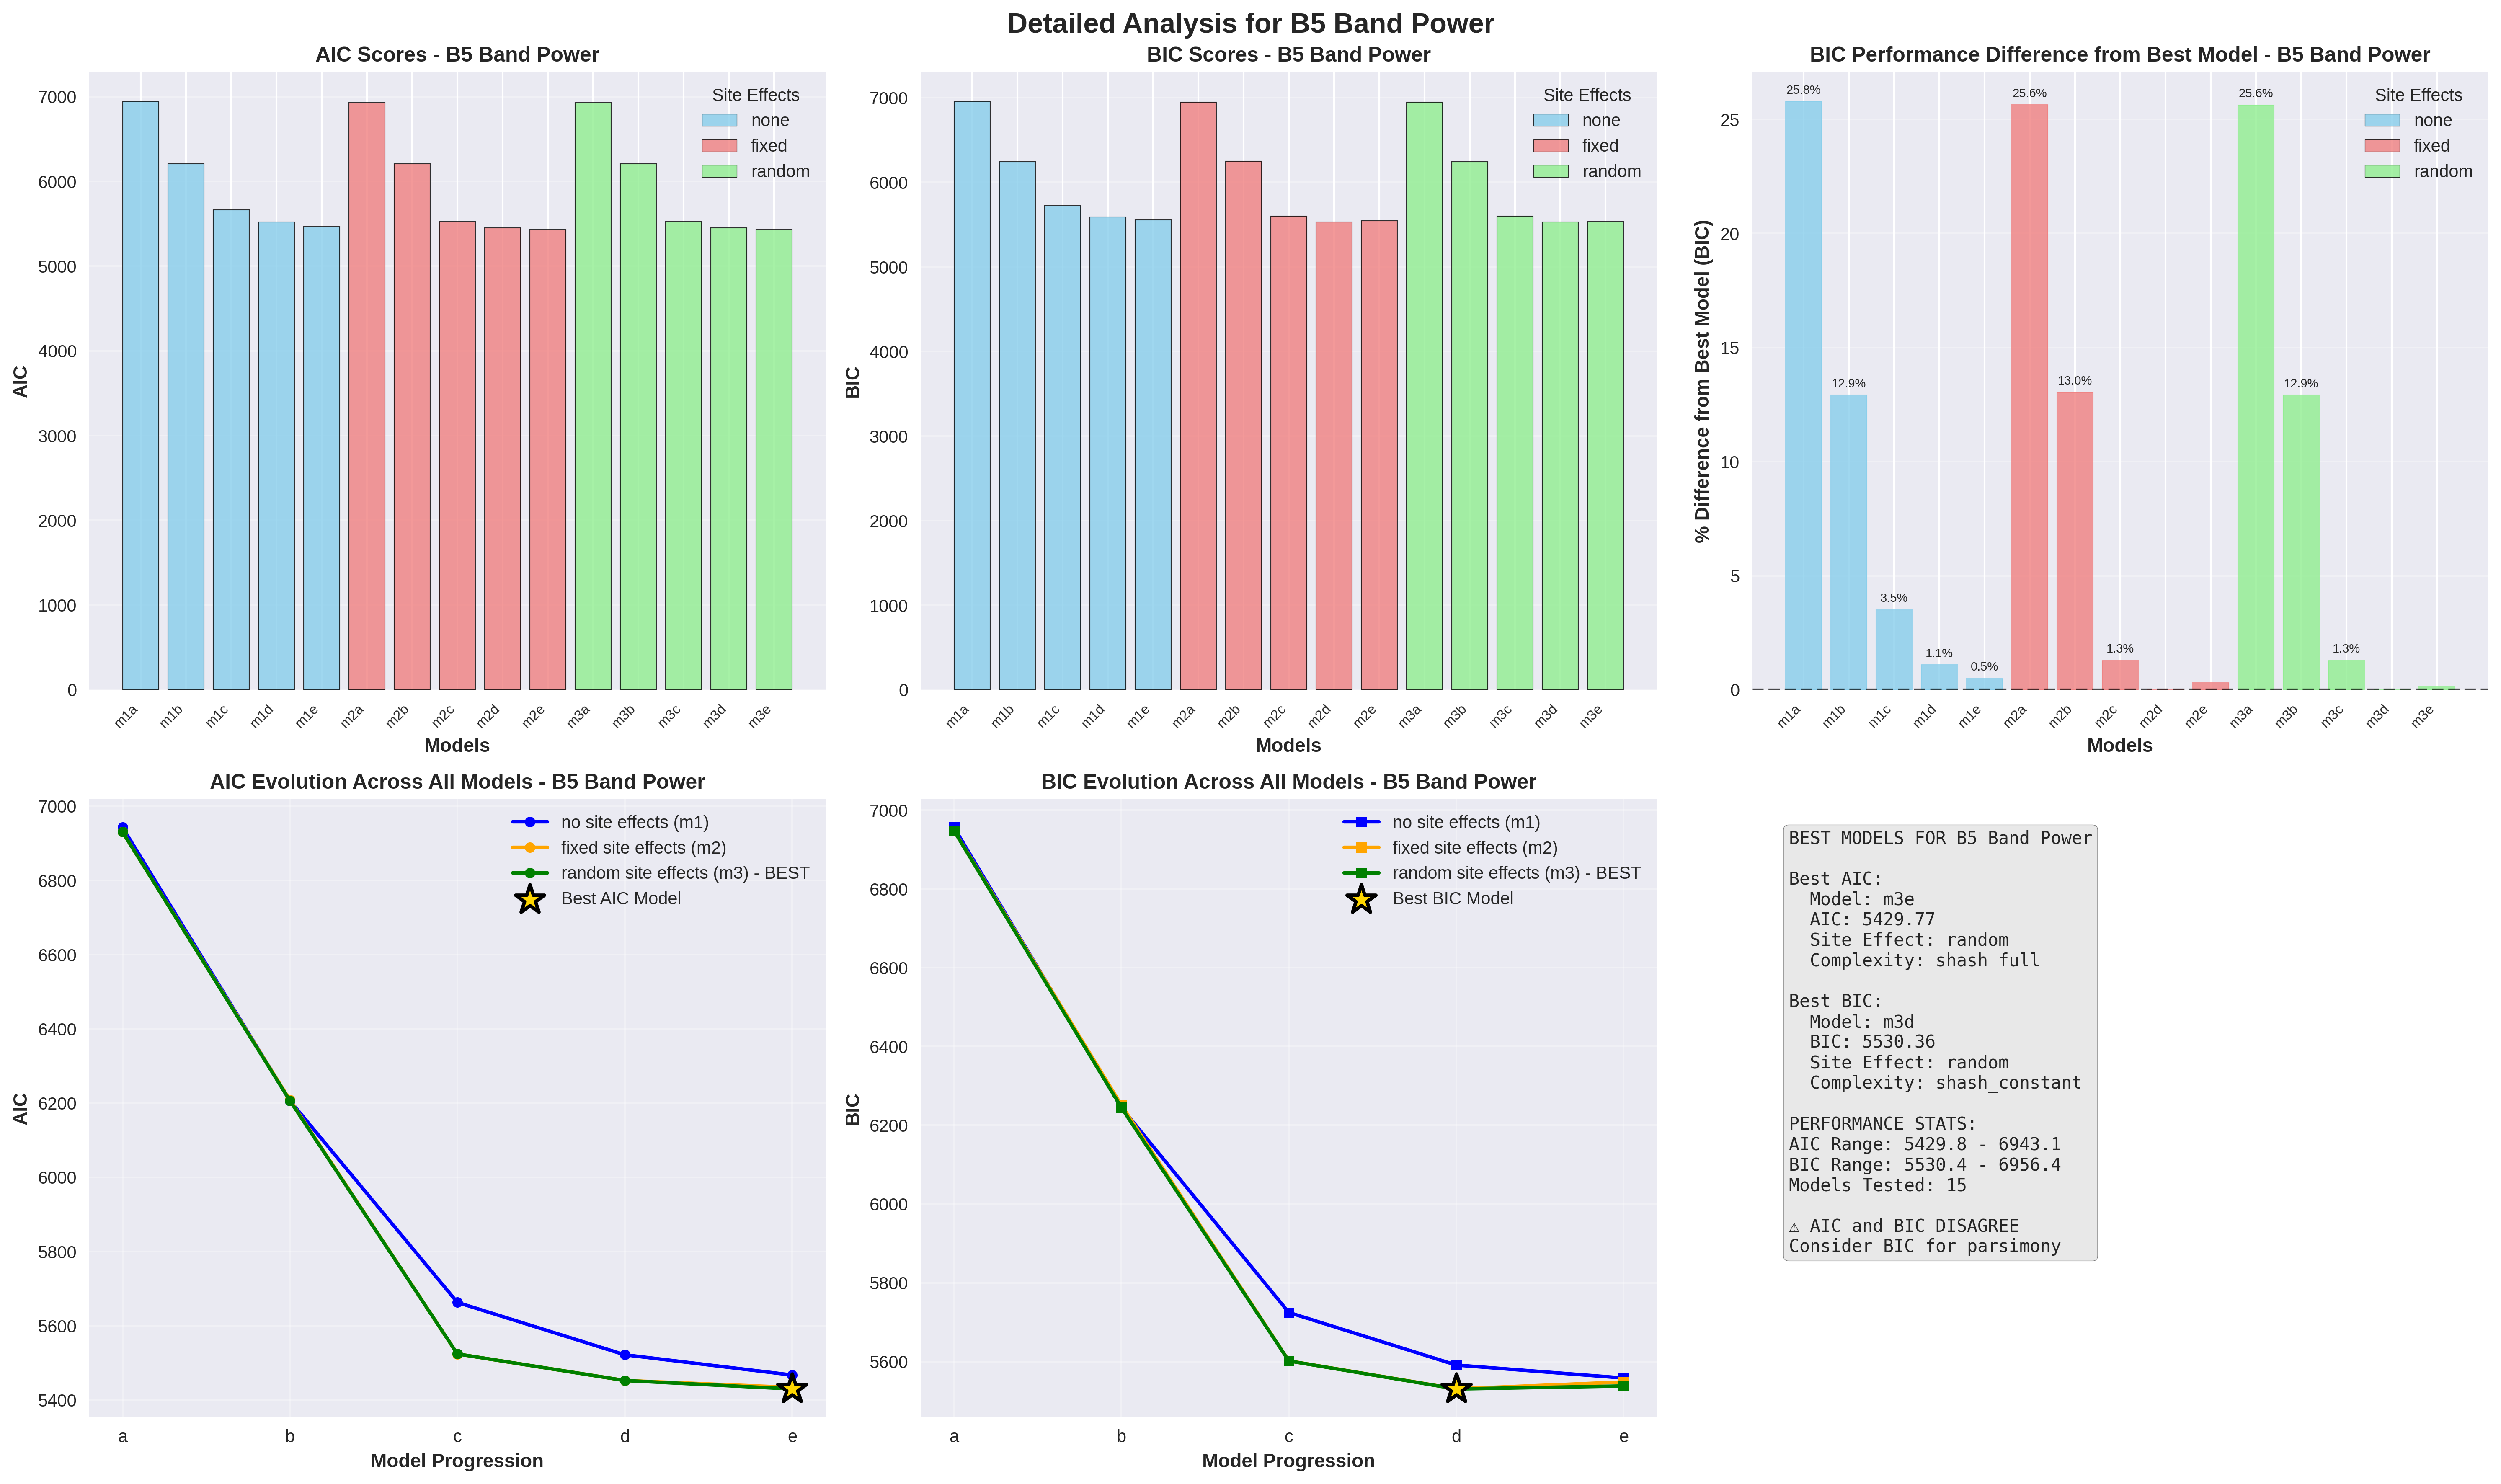 Detailed Analysis for B5 Band Power
AIC Scores - B5 Band Power
AIC
7000
6000
5000
4000
3000
2000
1000
0
Site Effects
none
fixed
random
m1a
m1b
m1c
m1d
m1e
m2a
m2b
m2c
m2d
m2e
m3a
m3b
m3c
m3d
m3e
Models
BIC Scores - B5 Band Power
BIC
7000
6000
5000
4000
3000
2000
1000
0
Site Effects
none
fixed
random
m1a
m1b
m1c
m1d
m1e
m2a
m2b
m2c
m2d
m2e
m3a
m3b
m3c
m3d
m3e
Models
BIC Performance Difference from Best Model - B5 Band Power
% Difference from Best Model (BIC)
25
20
15
10
5
0
25.8%
12.9%
3.5%
1.1%
0.5%
25.6%
13.0%
1.3%
25.6%
12.9%
1.3%
Site Effects
none
fixed
random
m1a
m1b
m1c
m1d
m1e
m2a
m2b
m2c
m2d
m2e
m3a
m3b
m3c
m3d
m3e
Models
AIC Evolution Across All Models - B5 Band Power
AIC
7000
6800
6600
6400
6200
6000
5800
5600
5400
no site effects (m1)
fixed site effects (m2)
random site effects (m3) - BEST
Best AIC Model
a
b
c
d
e
Model Progression
BIC Evolution Across All Models - B5 Band Power
BIC
7000
6800
6600
6400
6200
6000
5800
5600
no site effects (m1)
fixed site effects (m2)
random site effects (m3) - BEST
Best BIC Model
a
b
c
d
e
Model Progression
BEST MODELS FOR B5 Band Power
Best AIC:
Model: m3e
AIC: 5429.77
Site Effect: random
Complexity: shash_full
Best BIC:
Model: m3d
BIC: 5530.36
Site Effect: random
Complexity: shash_constant
PERFORMANCE STATS:
AIC Range: 5429.8 - 6943.1
BIC Range: 5530.4 - 6956.4
Models Tested: 15
⚠ AIC and BIC DISAGREE
Consider BIC for parsimony